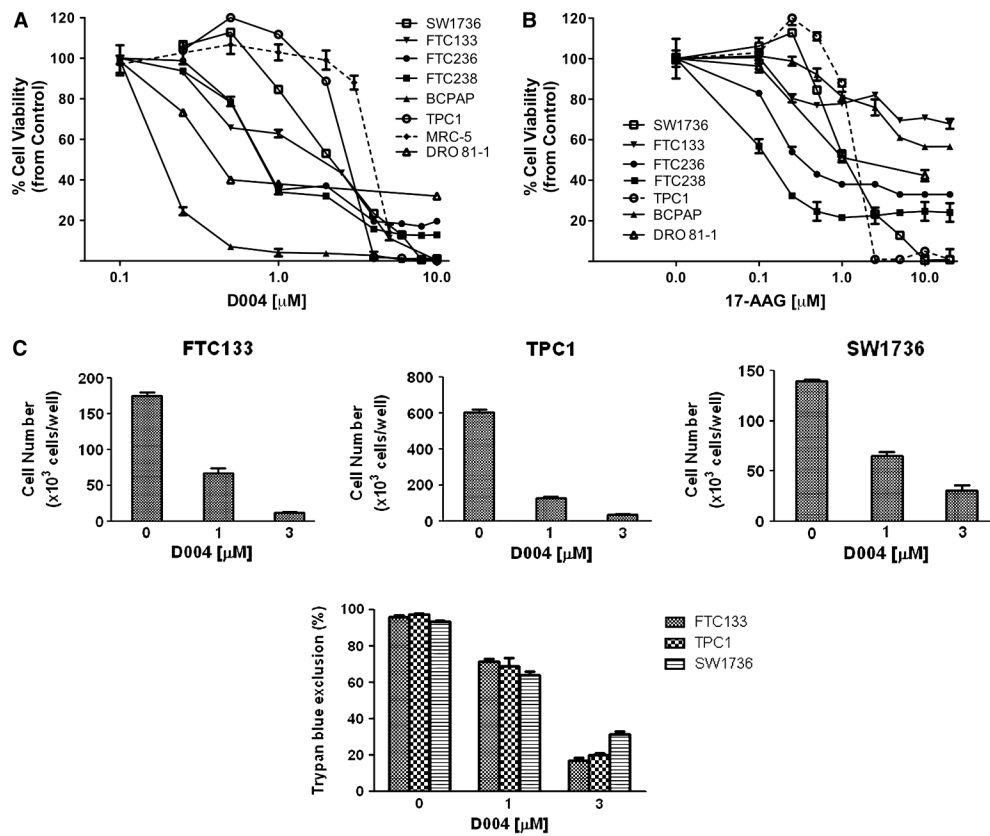 A
% Cell Viability
(from Control)
120
100
80
60
40
20
0.1
1.0
10.0
D004 [µM]
SW1736
FTC133
FTC236
FTC238
BCPAP
TPC1
MRC-5
DRO 81-1
B
% Cell Viability
(from Control)
120
100
80
60
40
20
0.0
0.1
1.0
10.0
17-AAG [µM]
SW1736
FTC133
FTC236
FTC238
TPC1
BCPAP
DRO 81-1
C
FTC133
Cell Number
(x10³ cells/well)
200
150
100
50
0
0
1
3
D004 [µM]
TPC1
Cell Number
(x10³ cells/well)
800
600
400
200
0
0
1
3
D004 [µM]
SW1736
Cell Number
(x10³ cells/well)
150
100
50
0
0
1
3
D004 [µM]
Trypan blue exclusion (%)
100
80
60
40
20
0
0
1
3
D004 [µM]
FTC133
TPC1
SW1736